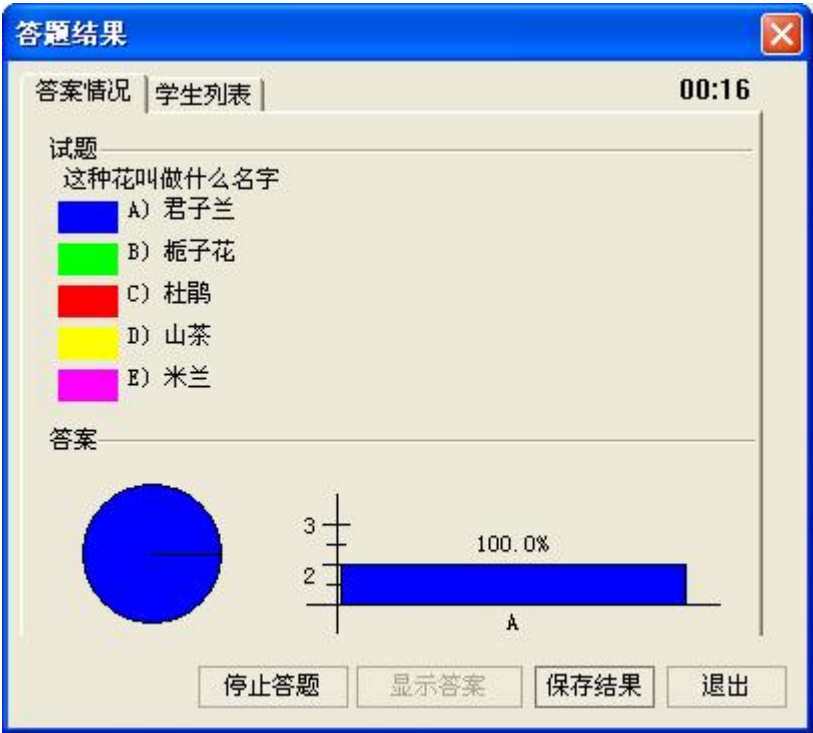 答题结果
答案情况 学生列表 00:16
试题
这种花叫做什么名字
A) 君子兰
B) 栀子花
C) 杜鹃
D) 山茶
E) 米兰
答案
3
100.0%
2
A
停止答题 显示答案 保存结果 退出